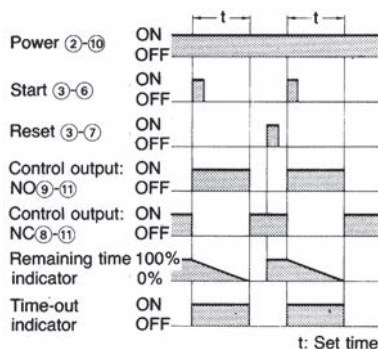 t t
Power ②-⑩ ON
OFF
Start ③-⑥ ON
OFF
Reset ③-⑦ ON
OFF
Control output: ON
NO⑨-⑪ OFF
Control output: ON
NC⑧-⑪ OFF
Remaining time 100%
indicator 0%
Time-out ON
indicator OFF
t: Set time